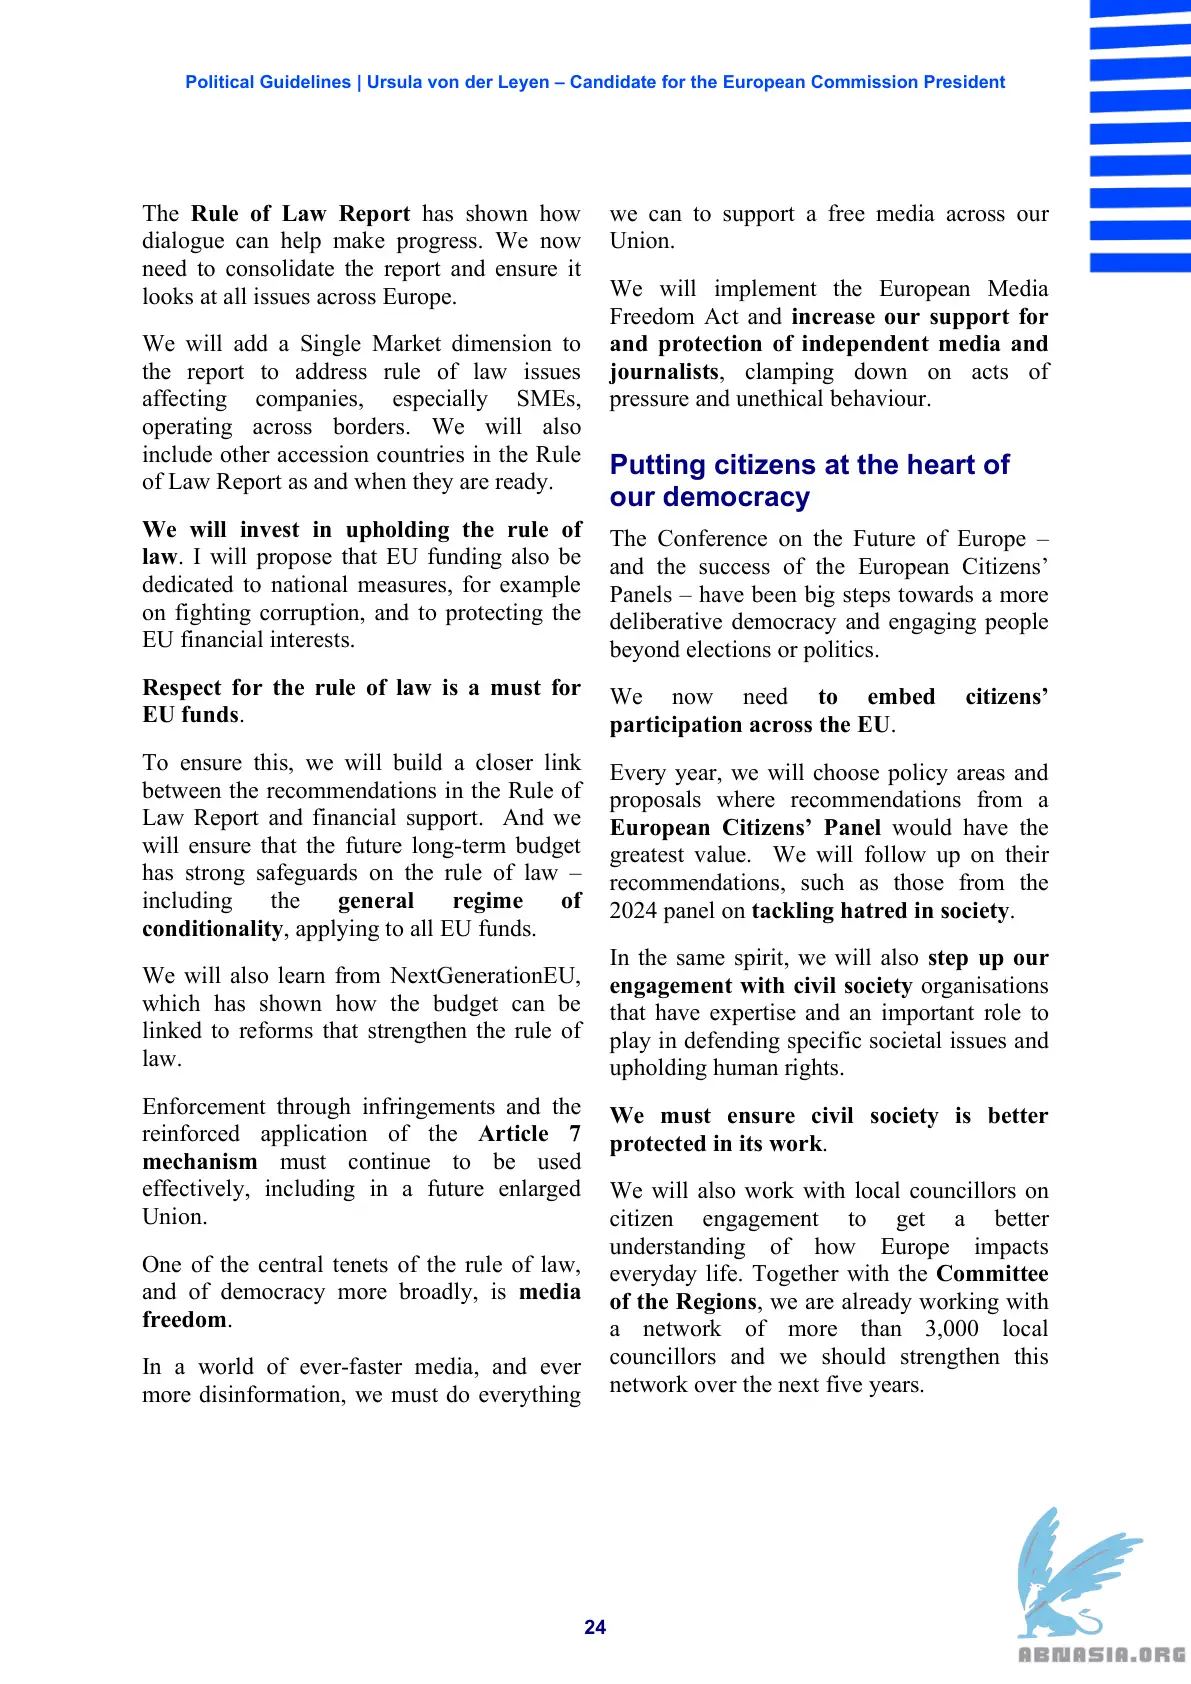 Political Guidelines | Ursula von der Leyen – Candidate for the European Commission President
The Rule of Law Report has shown how
dialogue can help make progress. We now
need to consolidate the report and ensure it
looks at all issues across Europe.
We will add a Single Market dimension to
the report to address rule of law issues
affecting companies, especially SMEs,
operating across borders. We will also
include other accession countries in the Rule
of Law Report as and when they are ready.
We will invest in upholding the rule of
law. I will propose that EU funding also be
dedicated to national measures, for example
on fighting corruption, and to protecting the
EU financial interests.
Respect for the rule of law is a must for
EU funds.
To ensure this, we will build a closer link
between the recommendations in the Rule of
Law Report and financial support. And we
will ensure that the future long-term budget
has strong safeguards on the rule of law –
including the general regime of
conditionality, applying to all EU funds.
We will also learn from NextGenerationEU,
which has shown how the budget can be
linked to reforms that strengthen the rule of
law.
Enforcement through infringements and the
reinforced application of the Article 7
mechanism must continue to be used
effectively, including in a future enlarged
Union.
One of the central tenets of the rule of law,
and of democracy more broadly, is media
freedom.
In a world of ever-faster media, and ever
more disinformation, we must do everything
we can to support a free media across our
Union.
We will implement the European Media
Freedom Act and increase our support for
and protection of independent media and
journalists, clamping down on acts of
pressure and unethical behaviour.
Putting citizens at the heart of
our democracy
The Conference on the Future of Europe –
and the success of the European Citizens’
Panels – have been big steps towards a more
deliberative democracy and engaging people
beyond elections or politics.
We now need to embed citizens’
participation across the EU.
Every year, we will choose policy areas and
proposals where recommendations from a
European Citizens’ Panel would have the
greatest value. We will follow up on their
recommendations, such as those from the
2024 panel on tackling hatred in society.
In the same spirit, we will also step up our
engagement with civil society organisations
that have expertise and an important role to
play in defending specific societal issues and
upholding human rights.
We must ensure civil society is better
protected in its work.
We will also work with local councillors on
citizen engagement to get a better
understanding of how Europe impacts
everyday life. Together with the Committee
of the Regions, we are already working with
a network of more than 3,000 local
councillors and we should strengthen this
network over the next five years.
24
ABNASIA.ORG